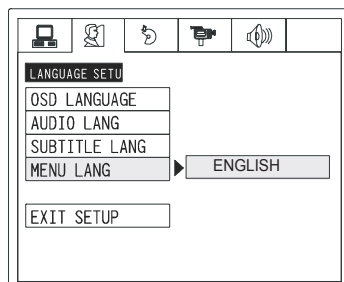 LANGUAGE SETU
OSD LANGUAGE
AUDIO LANG
SUBTITLE LANG
MENU LANG
ENGLISH
EXIT SETUP